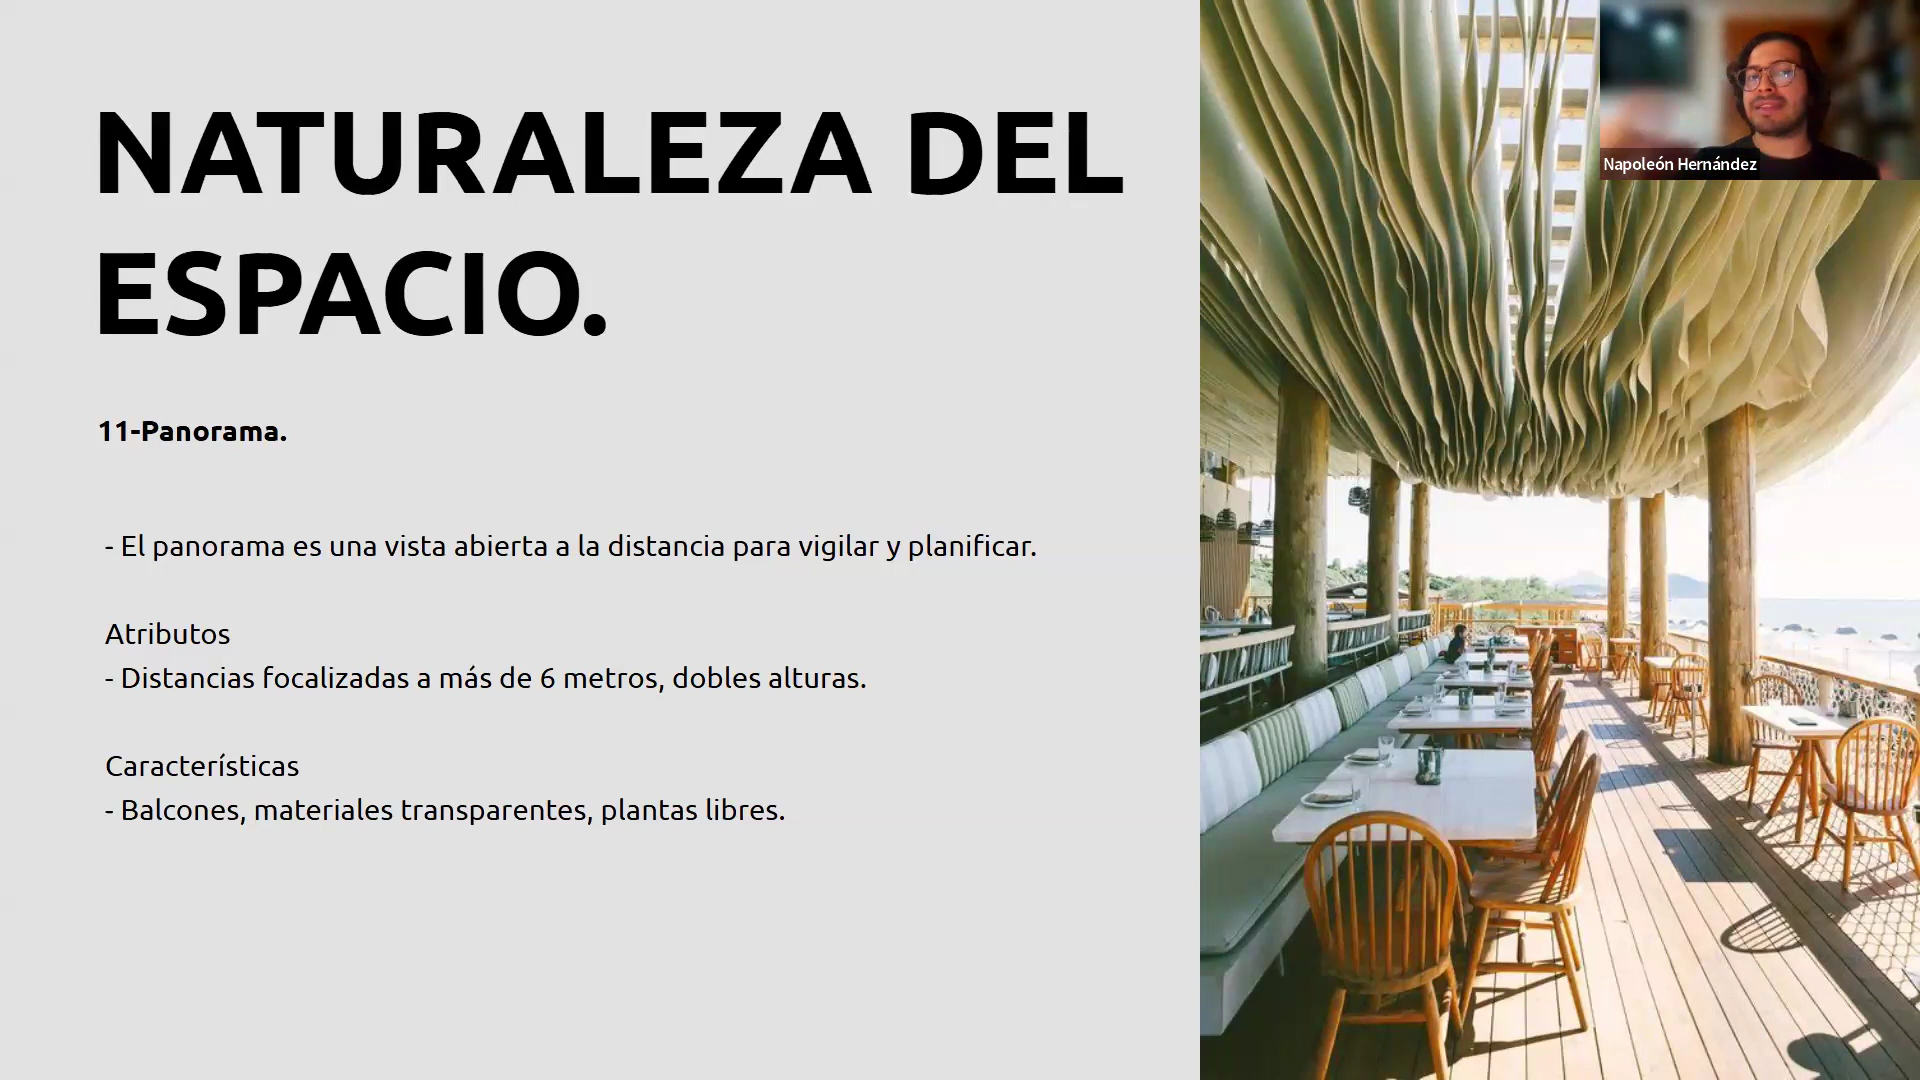 NATURALEZA DEL
ESPACIO.
11-Panorama.
- El panorama es una vista abierta a la distancia para vigilar y planificar.
Atributos
- Distancias focalizadas a más de 6 metros, dobles alturas.
Características
- Balcones, materiales transparentes, plantas libres.
Napoleón Hernández